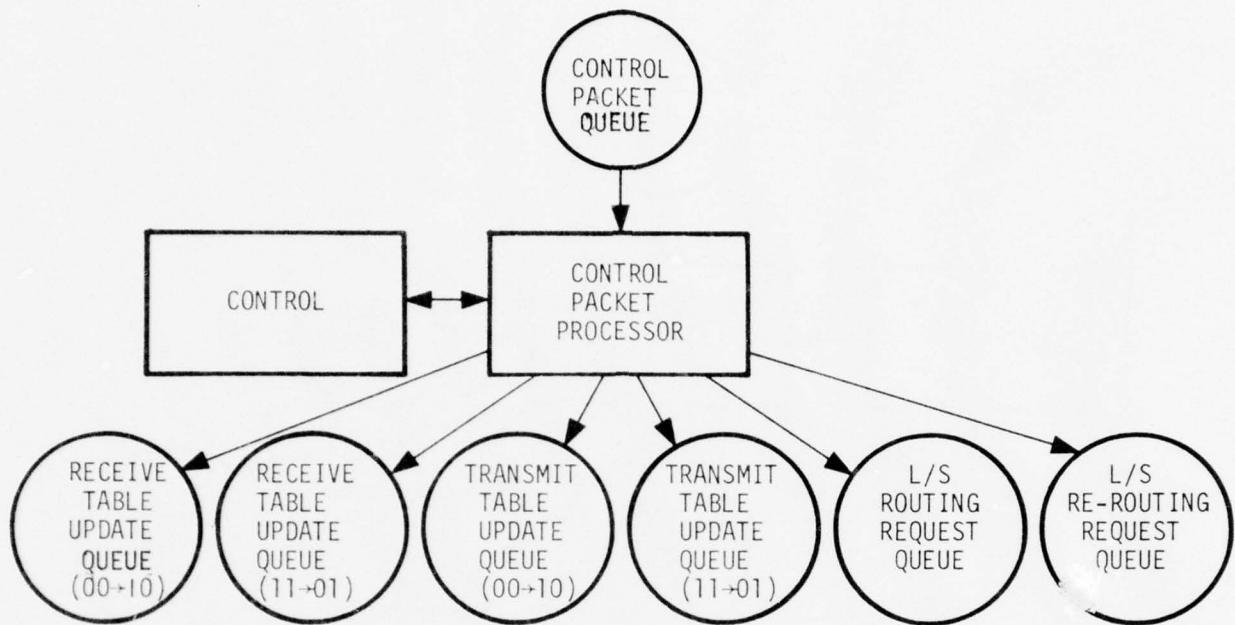 CONTROL
PACKET
QUEUE
CONTROL
CONTROL
PACKET
PROCESSOR
RECEIVE
TABLE
UPDATE
QUEUE
(00→10)
RECEIVE
TABLE
UPDATE
QUEUE
(11→01)
TRANSMIT
TABLE
UPDATE
QUEUE
(00→10)
TRANSMIT
TABLE
UPDATE
QUEUE
(11→01)
L/S
ROUTING
REQUEST
QUEUE
L/S
RE-ROUTING
REQUEST
QUEUE